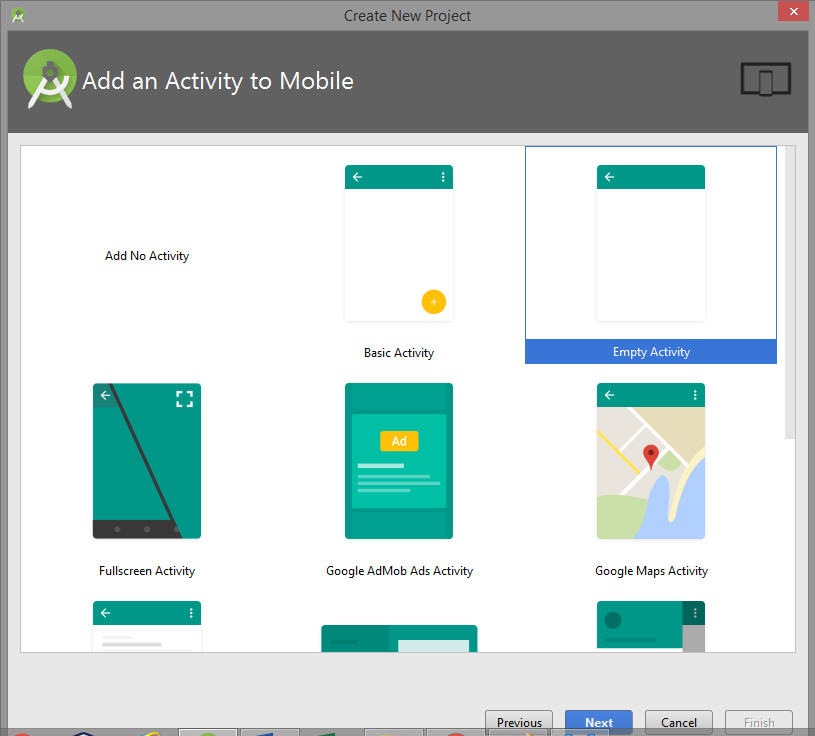 Create New Project
Add an Activity to Mobile
Add No Activity
Basic Activity
Empty Activity
Ad
Fullscreen Activity
Google AdMob Ads Activity
Google Maps Activity
Previous
Next
Cancel
Finish